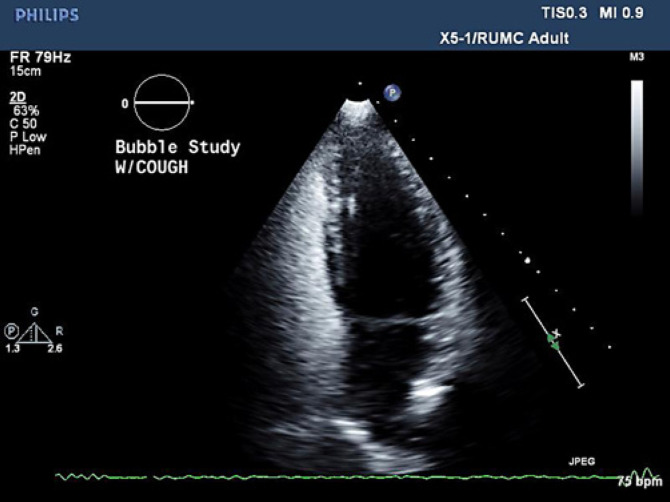 PHILIPS
TIS0.3 MI 0.9
X5-1/RUMC Adult
FR 79Hz
15cm
M3
2D
63%
C 50
P Low
HPen
0
P
Bubble Study
W/COUGH
G
P R
1.3 2.6
X
JPEG
75 bpm